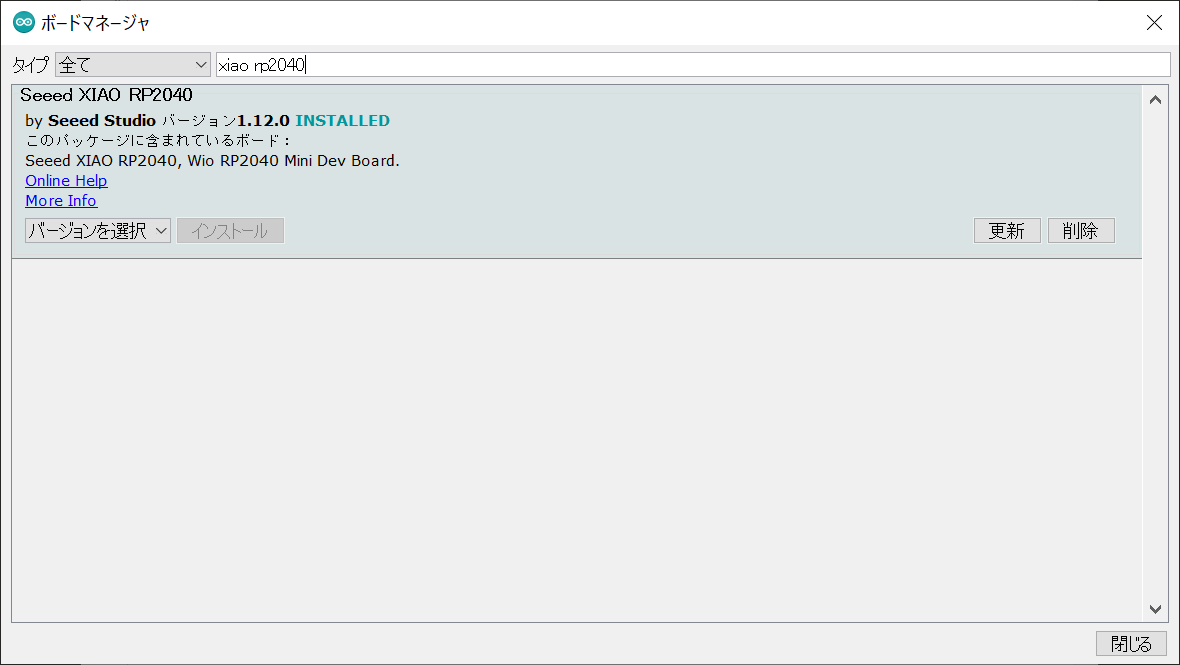 ボードマネージャ
タイプ 全て xiao rp2040
Seeed XIAO RP2040
by Seeed Studio バージョン1.12.0 INSTALLED
このパッケージに含まれているボード：
Seeed XIAO RP2040, Wio RP2040 Mini Dev Board.
Online Help
More Info
バージョンを選択 インストール 更新 削除
閉じる